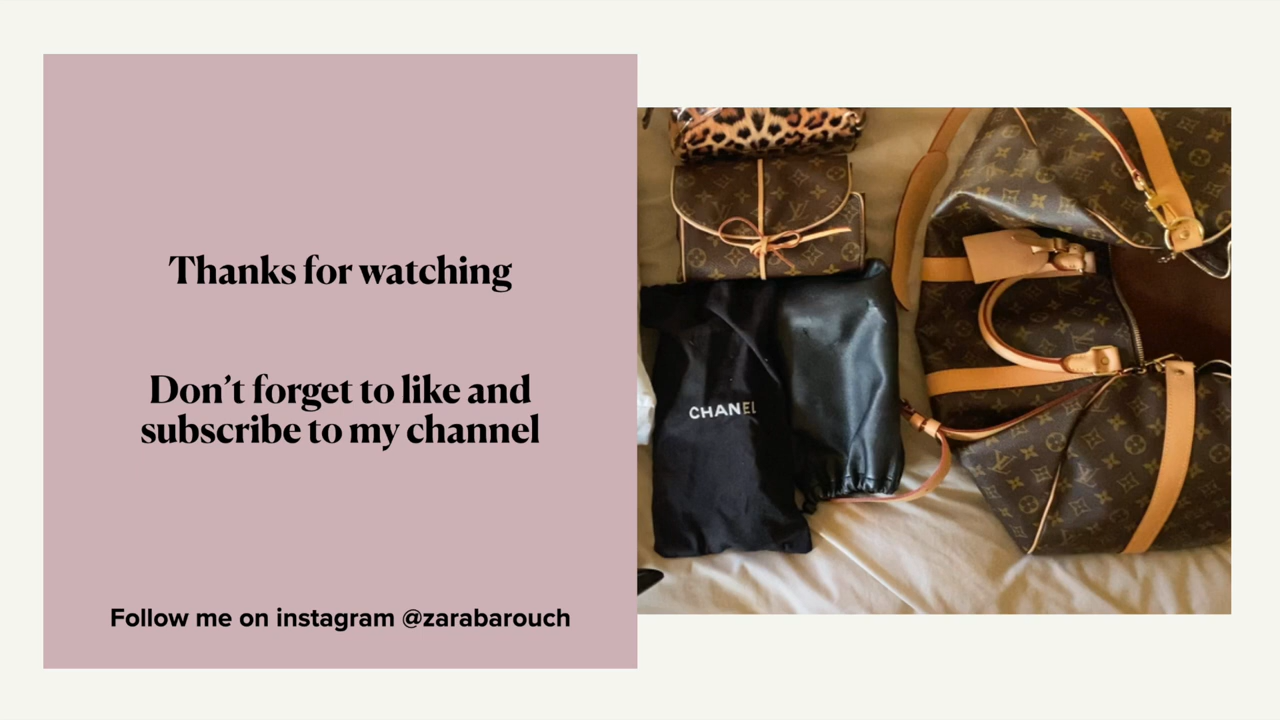 Thanks for watching
Don’t forget to like and
subscribe to my channel
Follow me on instagram @zarabarouch
CHANEL